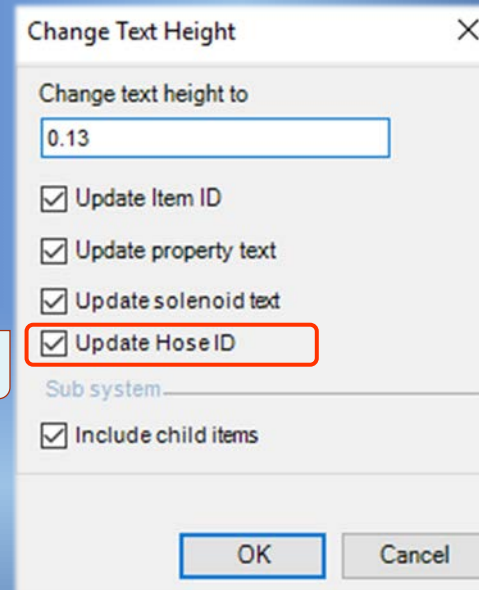 Change Text Height
Change text height to
0.13
Update Item ID
Update property text
Update solenoid text
Update Hose ID
Sub system
Include child items
OK
Cancel